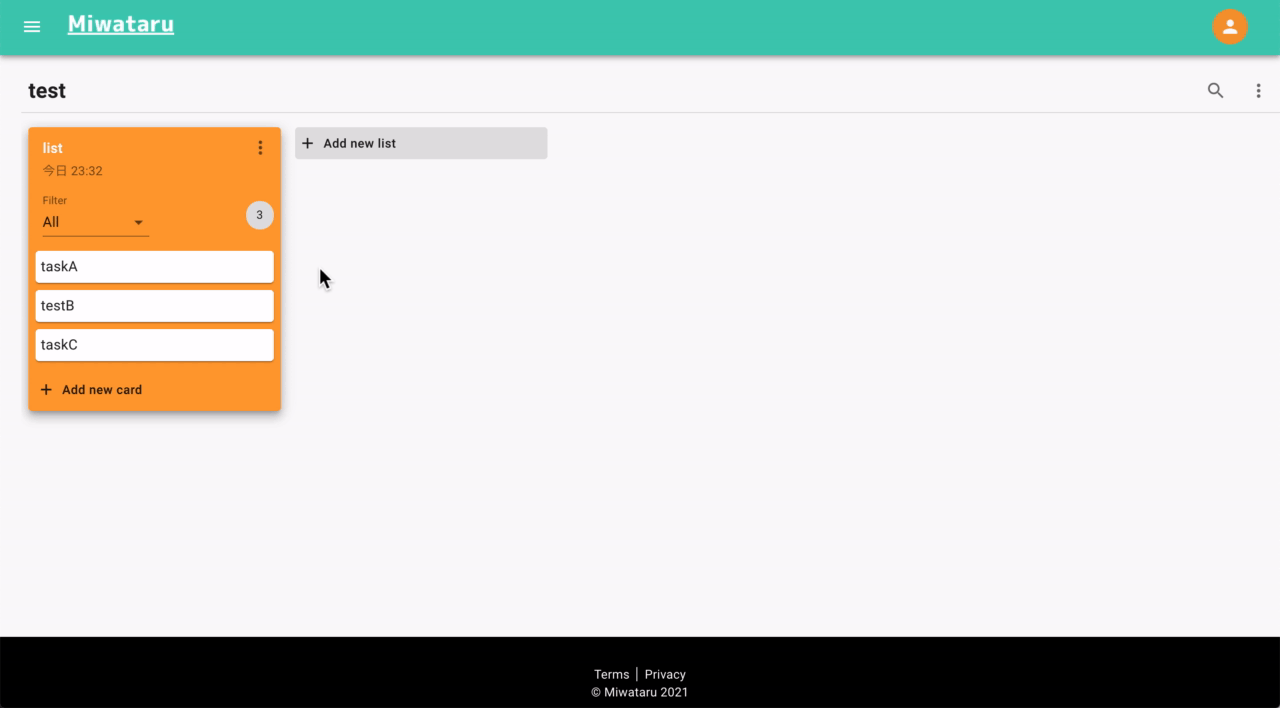 Miwataru
test
list
今日 23:32
Filter
All
3
taskA
testB
taskC
+ Add new card
+ Add new list
Terms | Privacy
© Miwataru 2021